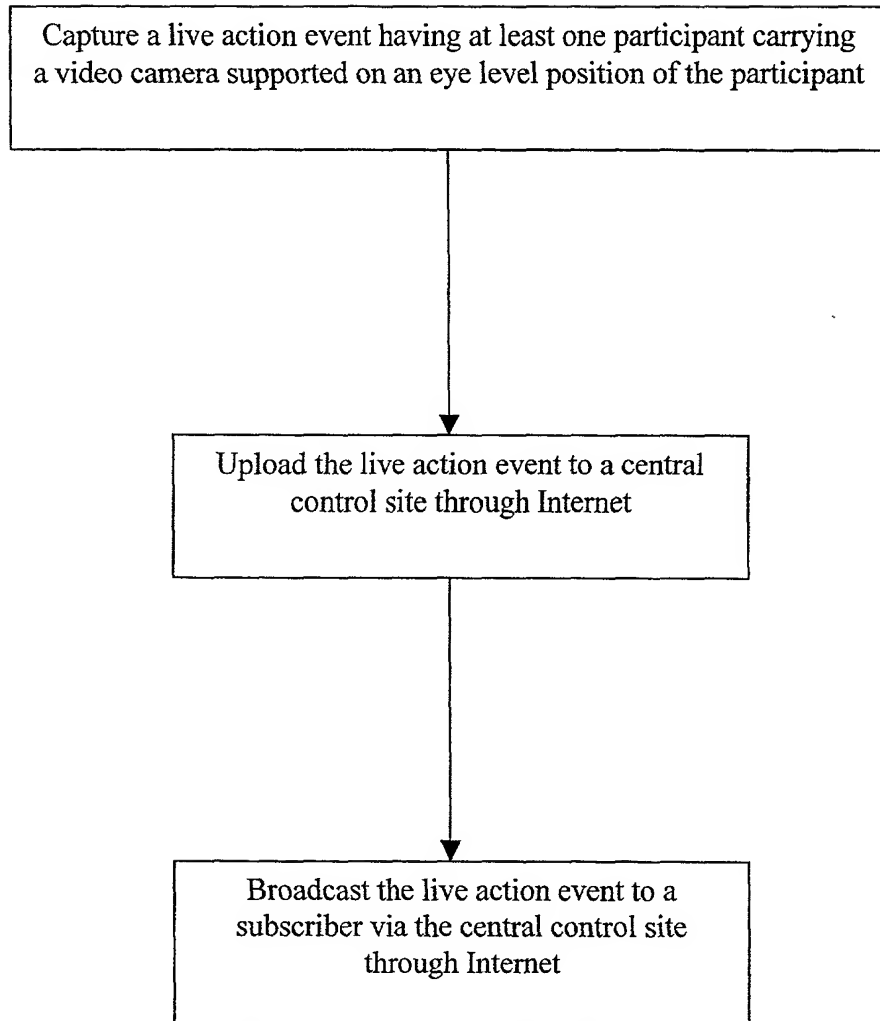 Capture a live action event having at least one participant carrying
a video camera supported on an eye level position of the participant
Upload the live action event to a central
control site through Internet
Broadcast the live action event to a
subscriber via the central control site
through Internet